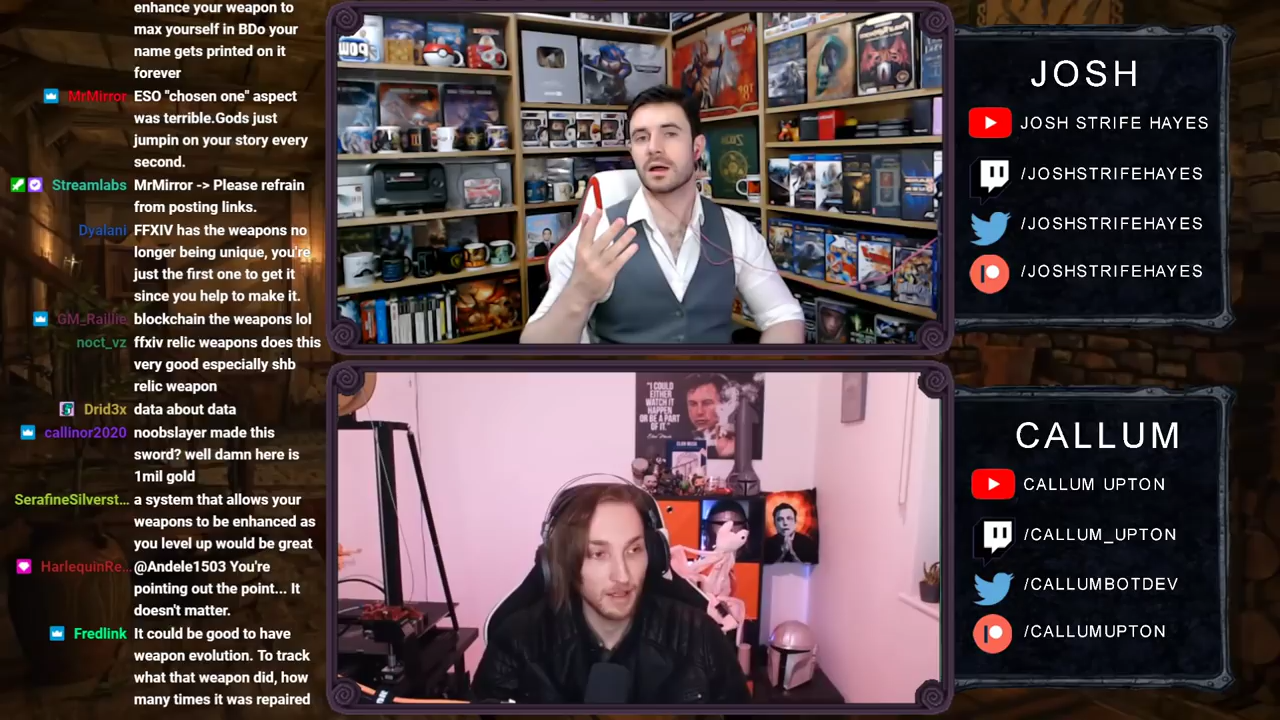 enhance your weapon to
max yourself in BDo your
name gets printed on it
forever
MrMirror ESO "chosen one" aspect
was terrible.Gods just
jumpin on your story every
second.
Streamlabs MrMirror -> Please refrain
from posting links.
Dyalani FFXIV has the weapons no
longer being unique, you're
just the first one to get it
since you help to make it.
GM_Raillie blockchain the weapons lol
noct_vz ffxiv relic weapons does this
very good especially shb
relic weapon
Drid3x data about data
callinor2020 noobslayer made this
sword? well damn here is
1mil gold
SerafineSilverst... a system that allows your
weapons to be enhanced as
you level up would be great
HarlequinRe... @Andele1503 You're
pointing out the point... It
doesn't matter.
Fredlink It could be good to have
weapon evolution. To track
what that weapon did, how
many times it was repaired
JOSH
JOSH STRIFE HAYES
/JOSHSTRIFEHAYES
/JOSHSTRIFEHAYES
/JOSHSTRIFEHAYES
"I COULD
EITHER
WATCH IT
HAPPEN
OR BE A PART
OF IT."
CALLUM
CALLUM UPTON
/CALLUM_UPTON
/CALLUMBOTDEV
/CALLUMUPTON